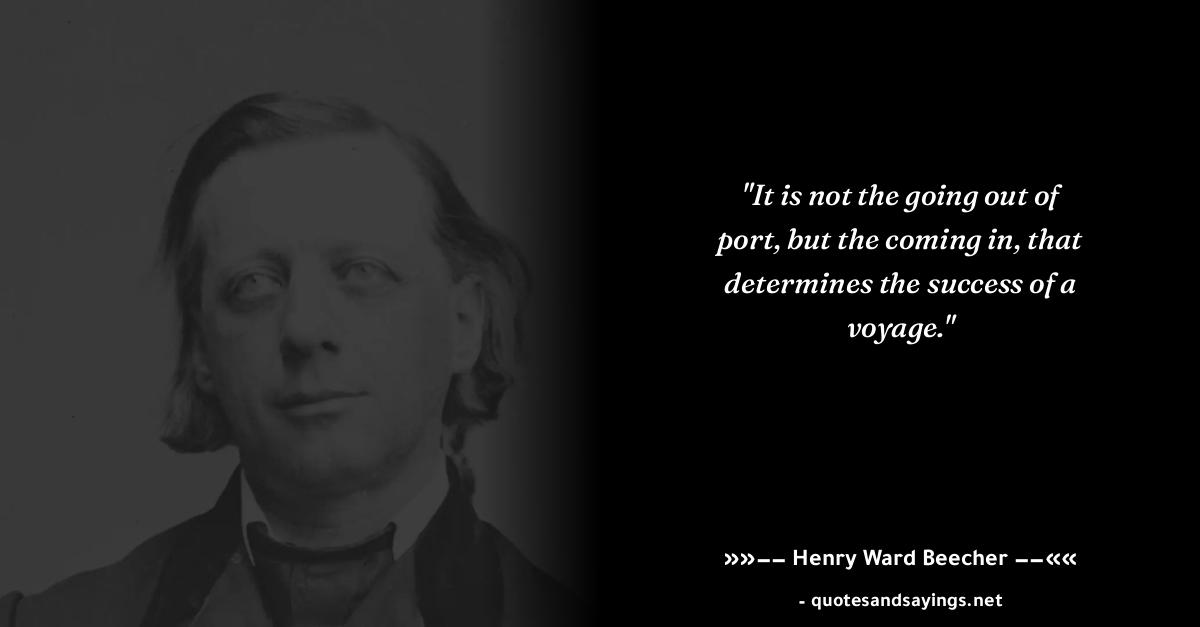 "It is not the going out of
port, but the coming in, that
determines the success of a
voyage."
»»−− Henry Ward Beecher −−««
- quotesandsayings.net